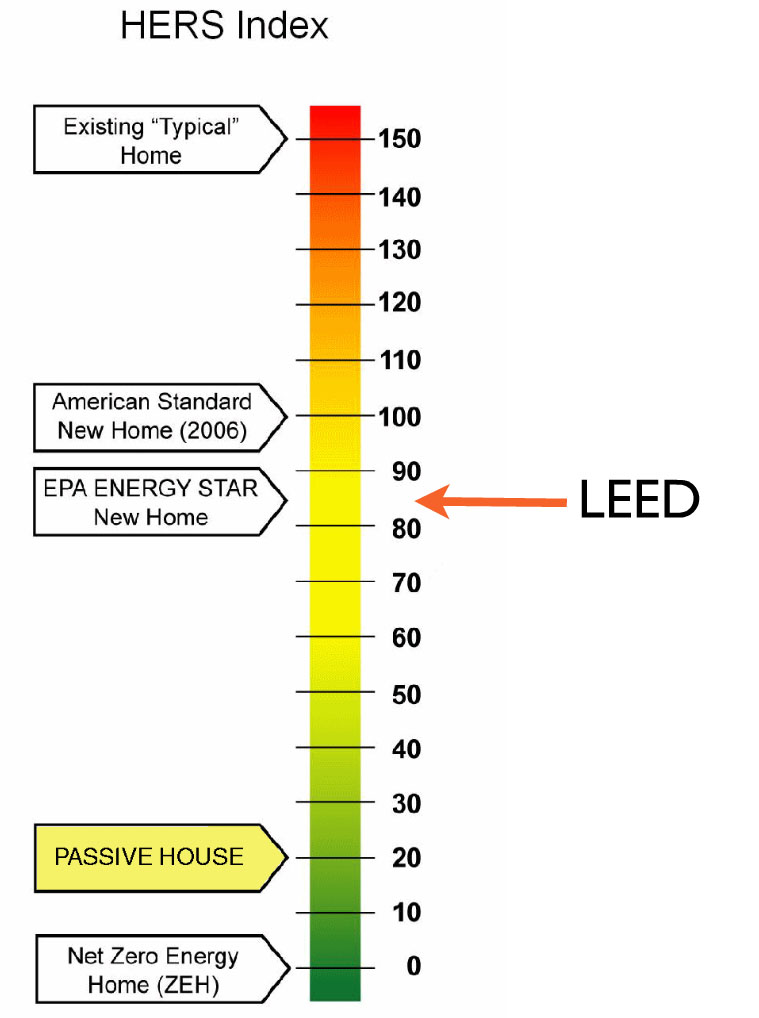 HERS Index
Existing “Typical”
Home
150
140
130
120
110
American Standard
New Home (2006)
100
90
EPA ENERGY STAR
New Home
LEED
80
70
60
50
40
30
PASSIVE HOUSE
20
10
Net Zero Energy
Home (ZEH)
0